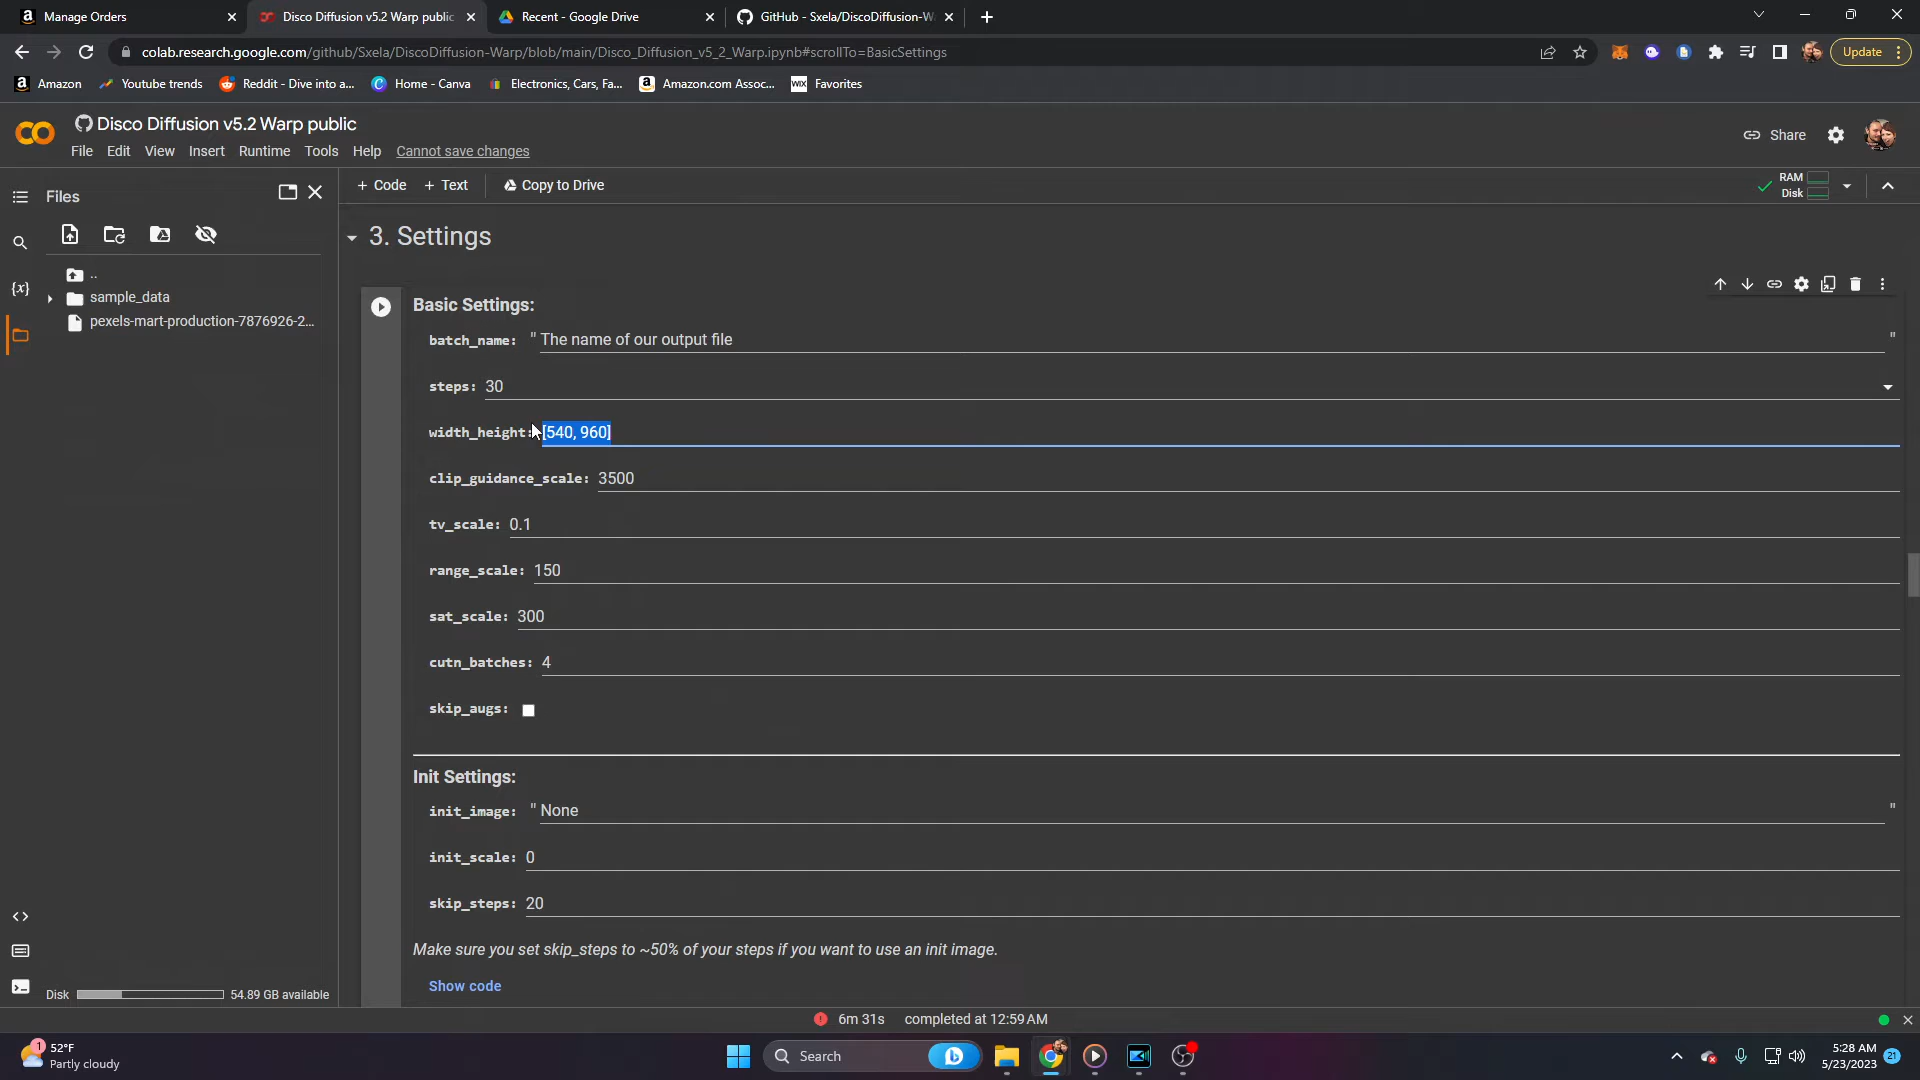 Manage Orders
Disco Diffusion v5.2 Warp public
Recent - Google Drive
GitHub - Sxela/DiscoDiffusion-W
colab.research.google.com/github/Sxela/DiscoDiffusion-Warp/blob/main/Disco_Diffusion_v5_2_Warp.ipynb#scrollTo=BasicSettings
Update
Amazon
Youtube trends
Reddit - Dive into a...
Home - Canva
Electronics, Cars, Fa...
Amazon.com Assoc...
WiX Favorites
CO
Disco Diffusion v5.2 Warp public
File Edit View Insert Runtime Tools Help Cannot save changes
Share
+ Code + Text Copy to Drive
RAM
Disk
Files
..
sample_data
pexels-mart-production-7876926-2...
{x}
3. Settings
Basic Settings:
batch_name: " The name of our output file "
steps: 30
width_height: [540, 960]
clip_guidance_scale: 3500
tv_scale: 0.1
range_scale: 150
sat_scale: 300
cutn_batches: 4
skip_augs:
Init Settings:
init_image: " None "
init_scale: 0
skip_steps: 20
Make sure you set skip_steps to ~50% of your steps if you want to use an init image.
Show code
Disk 54.89 GB available
6m 31s completed at 12:59 AM
1
52°F
Partly cloudy
Search
5:28 AM
5/23/2023
21